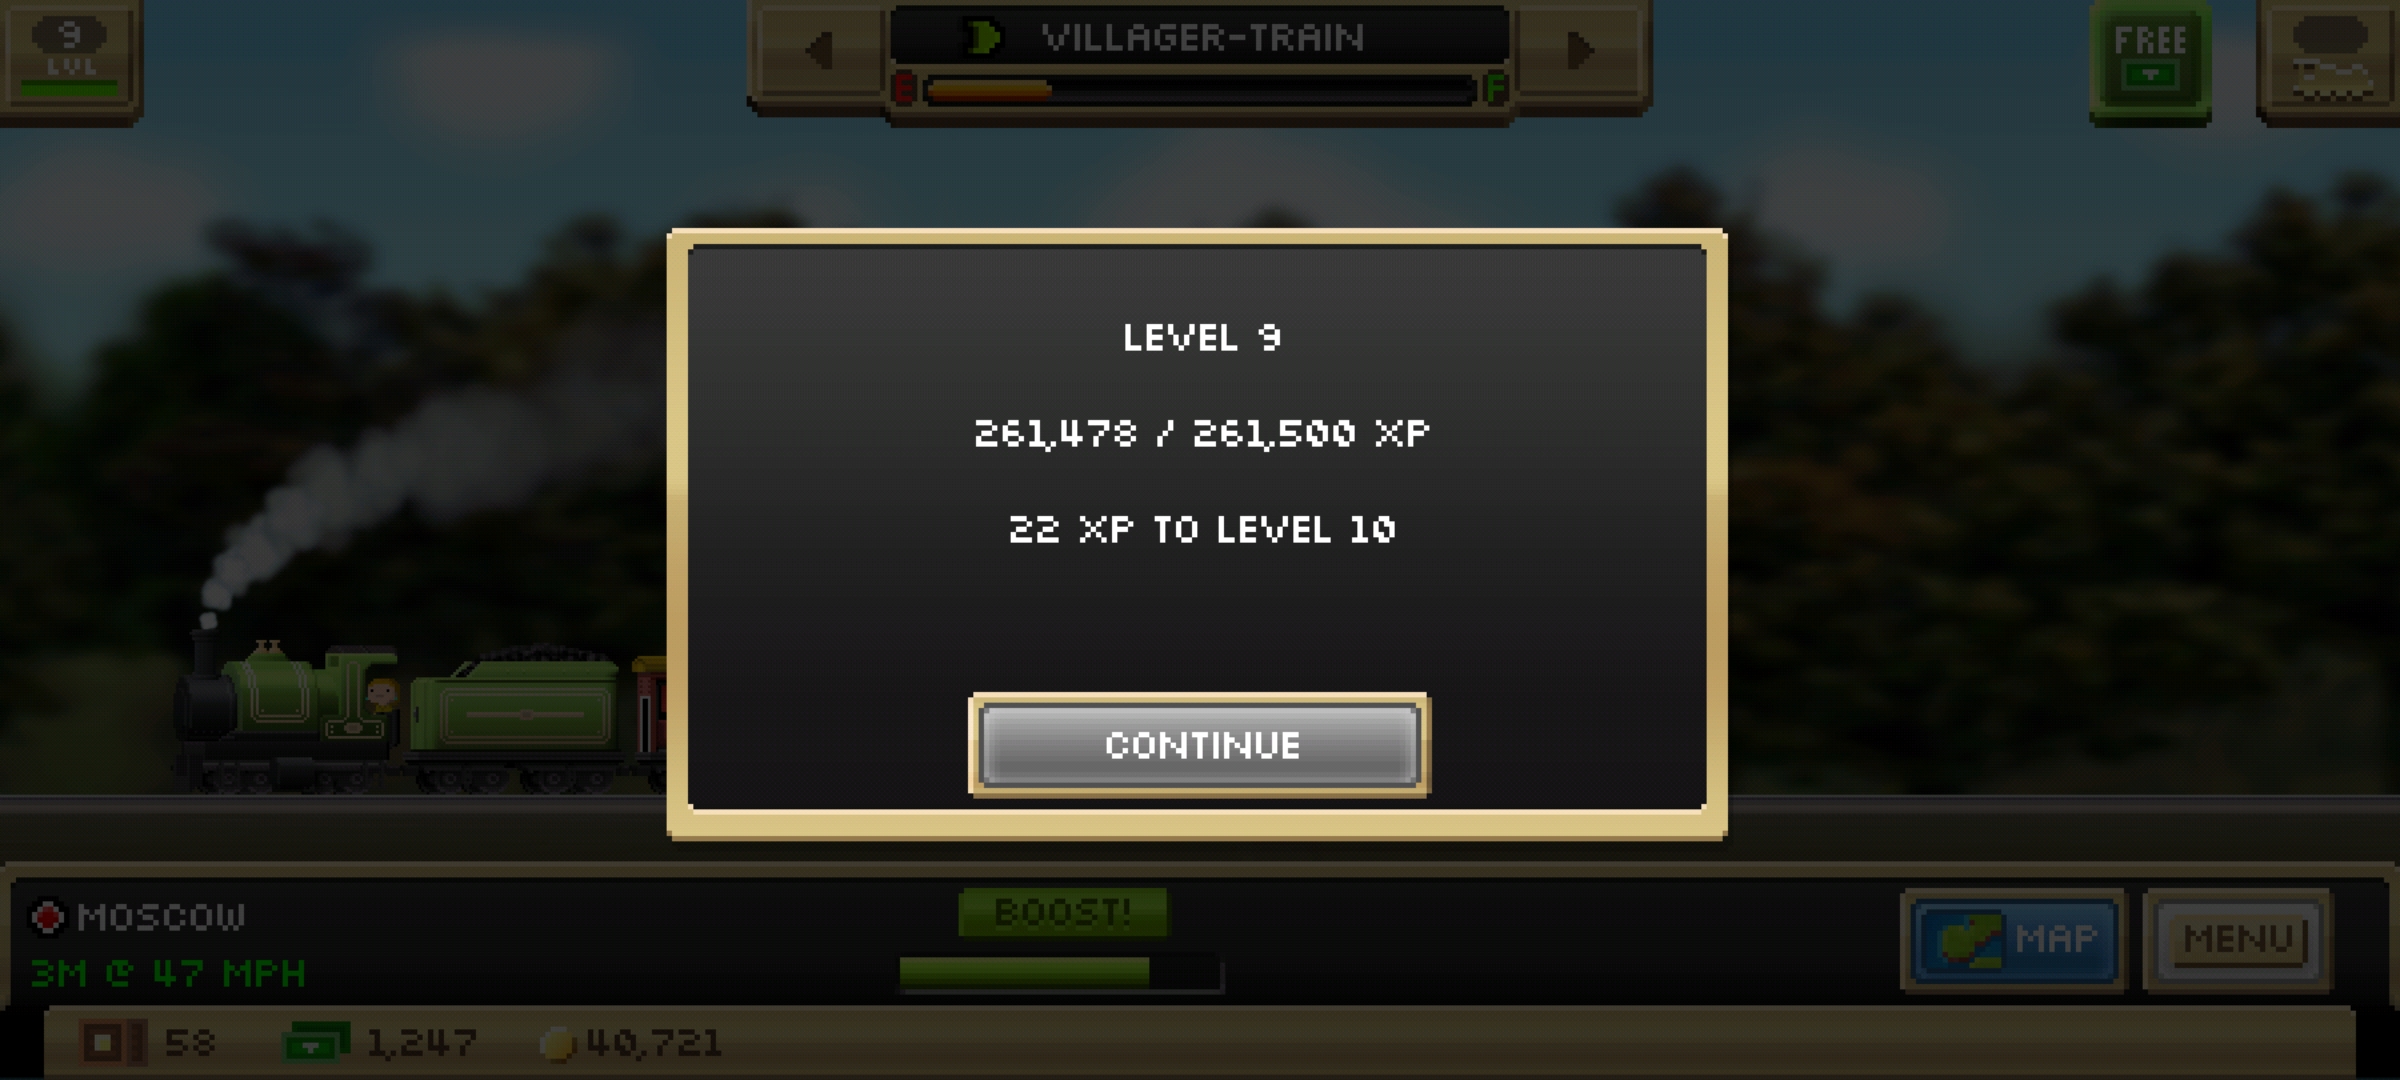 9
LVL
VILLAGER-TRAIN
E
F
FREE
LEVEL 9
261,478 / 261,500 XP
22 XP TO LEVEL 10
CONTINUE
MOSCOW
3M @ 47 MPH
BOOST!
MAP
MENU
58
1,247
40,721